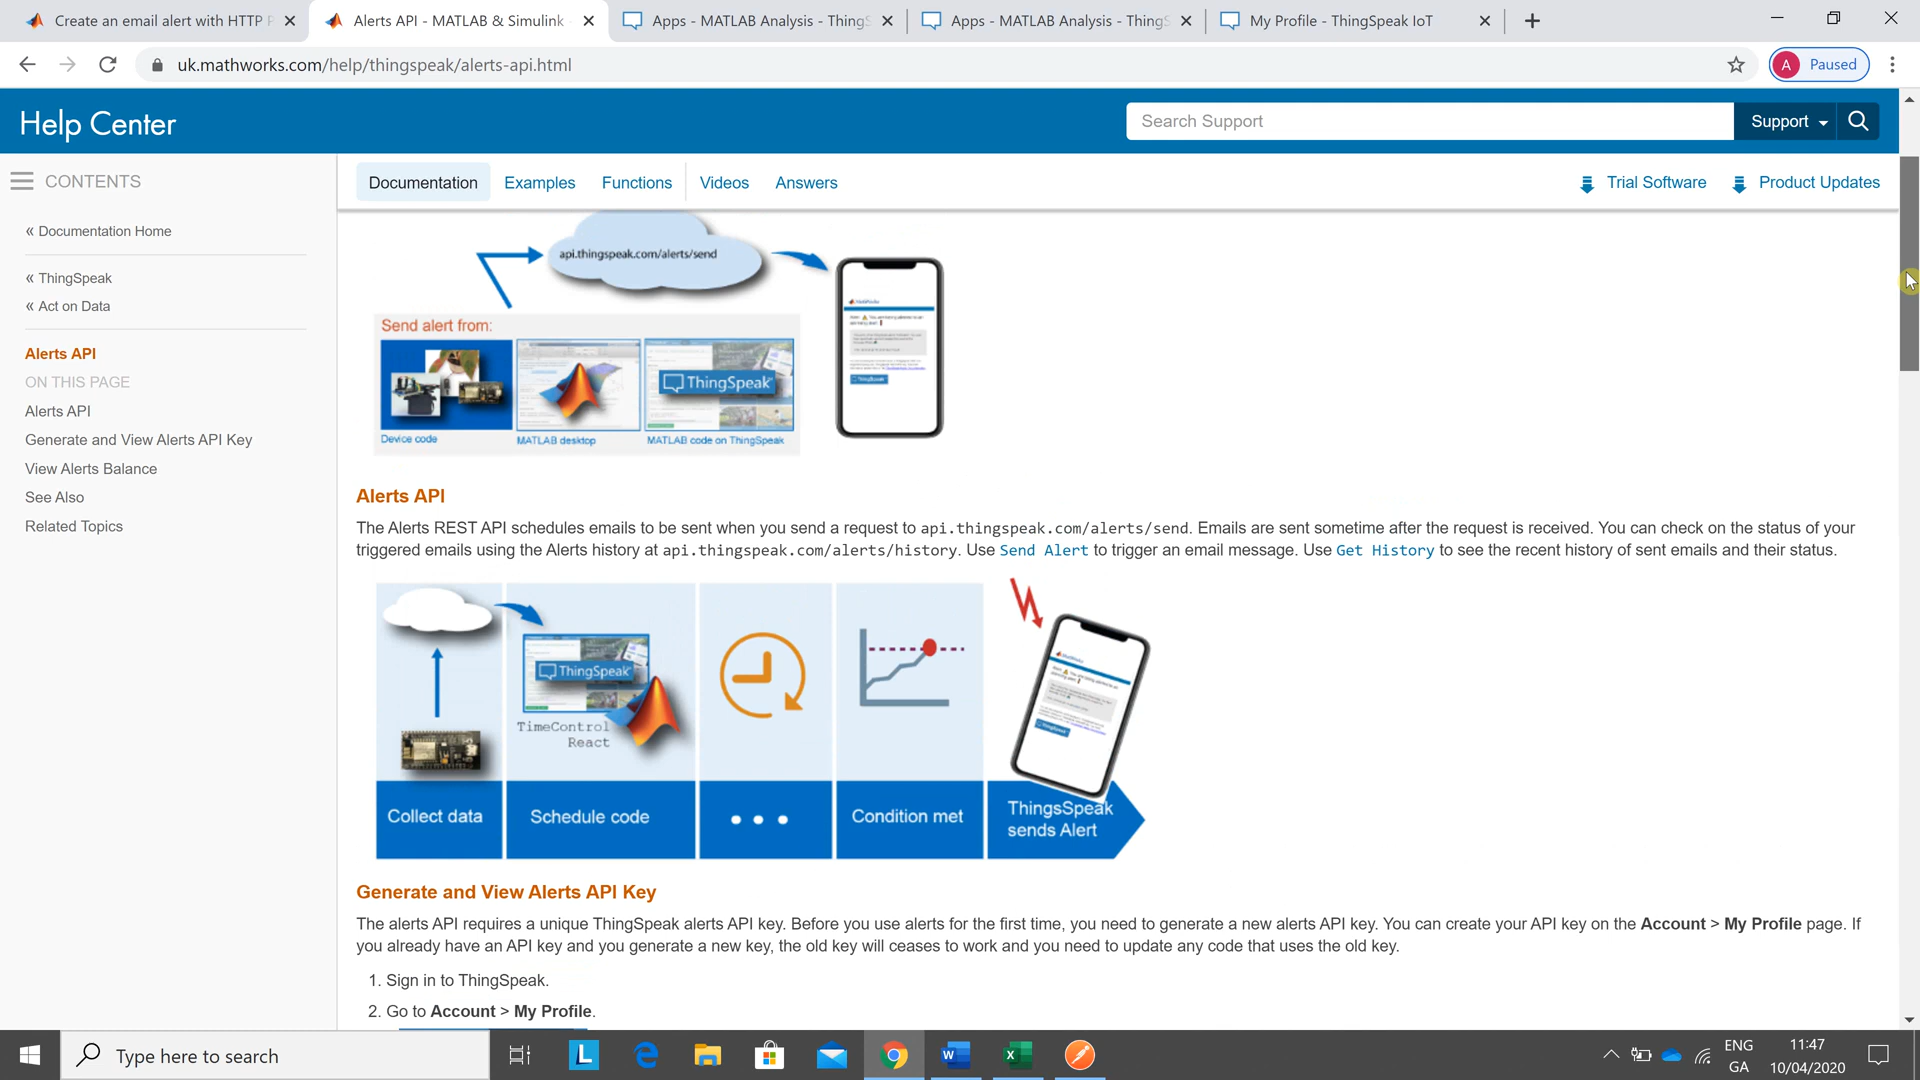 Create an email alert with HTTP P
Alerts API - MATLAB & Simulink
Apps - MATLAB Analysis - ThingS
Apps - MATLAB Analysis - ThingS
My Profile - ThingSpeak IoT
uk.mathworks.com/help/thingspeak/alerts-api.html
A Paused
Help Center
Search Support
Support
CONTENTS
Documentation Examples Functions Videos Answers
Trial Software Product Updates
« Documentation Home
« ThingSpeak
« Act on Data
Alerts API
ON THIS PAGE
Alerts API
Generate and View Alerts API Key
View Alerts Balance
See Also
Related Topics
api.thingspeak.com/alerts/send
Send alert from:
ThingSpeak
Device code
MATLAB desktop
MATLAB code on ThingSpeak
Alerts API
The Alerts REST API schedules emails to be sent when you send a request to api.thingspeak.com/alerts/send. Emails are sent sometime after the request is received. You can check on the status of your
triggered emails using the Alerts history at api.thingspeak.com/alerts/history. Use Send Alert to trigger an email message. Use Get History to see the recent history of sent emails and their status.
ThingSpeak
TimeControl
React
Collect data
Schedule code
...
Condition met
ThingsSpeak
sends Alert
Generate and View Alerts API Key
The alerts API requires a unique ThingSpeak alerts API key. Before you use alerts for the first time, you need to generate a new alerts API key. You can create your API key on the Account > My Profile page. If
you already have an API key and you generate a new key, the old key will ceases to work and you need to update any code that uses the old key.
1. Sign in to ThingSpeak.
2. Go to Account > My Profile.
Type here to search
ENG
GA
11:47
10/04/2020